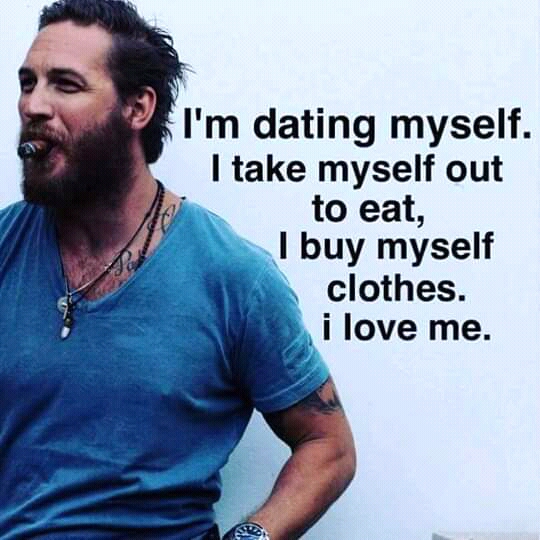 I'm dating myself.
I take myself out
to eat,
I buy myself
clothes.
i love me.